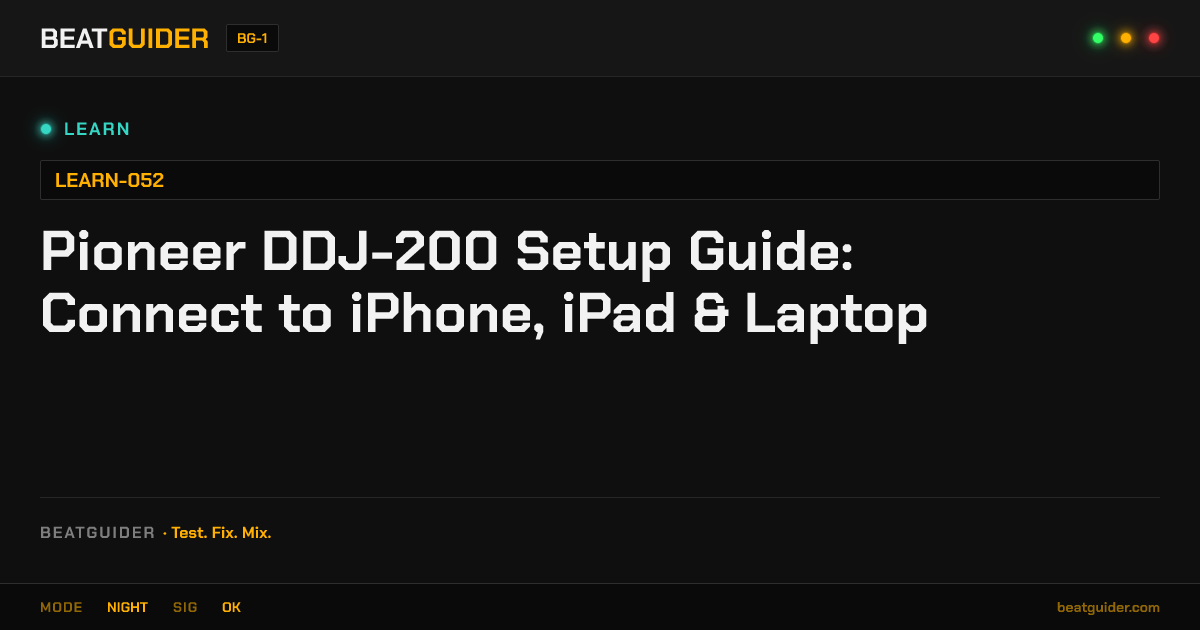 BEATGUIDER BG-1
LEARN
LEARN-052
Pioneer DDJ-200 Setup Guide:
Connect to iPhone, iPad & Laptop
BEATGUIDER · Test. Fix. Mix.
MODE NIGHT SIG OK beatguider.com